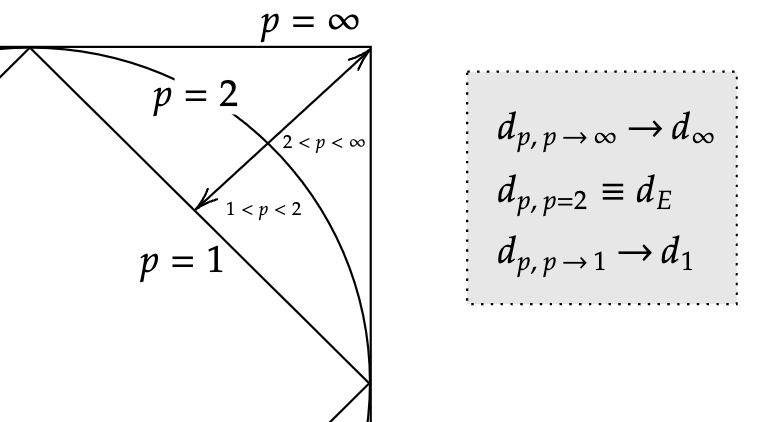 p = ∞
p = 2
2 < p < ∞
1 < p < 2
p = 1
d_{p, p → ∞} → d_∞
d_{p, p=2} ≡ d_E
d_{p, p → 1} → d_1